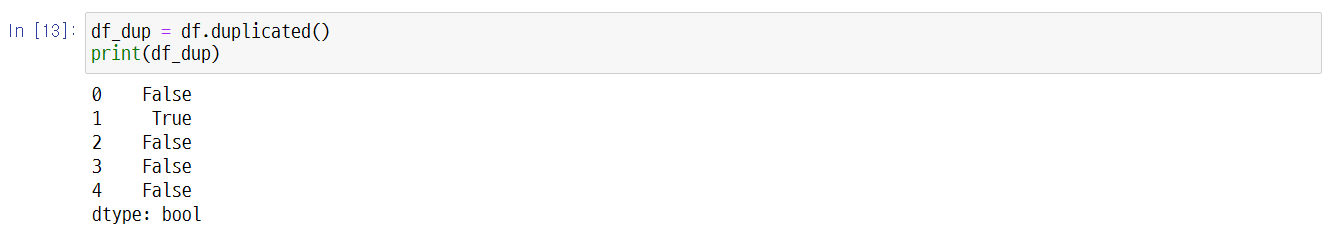 In [13]: df_dup = df.duplicated()
print(df_dup)
0    False
1     True
2    False
3    False
4    False
dtype: bool